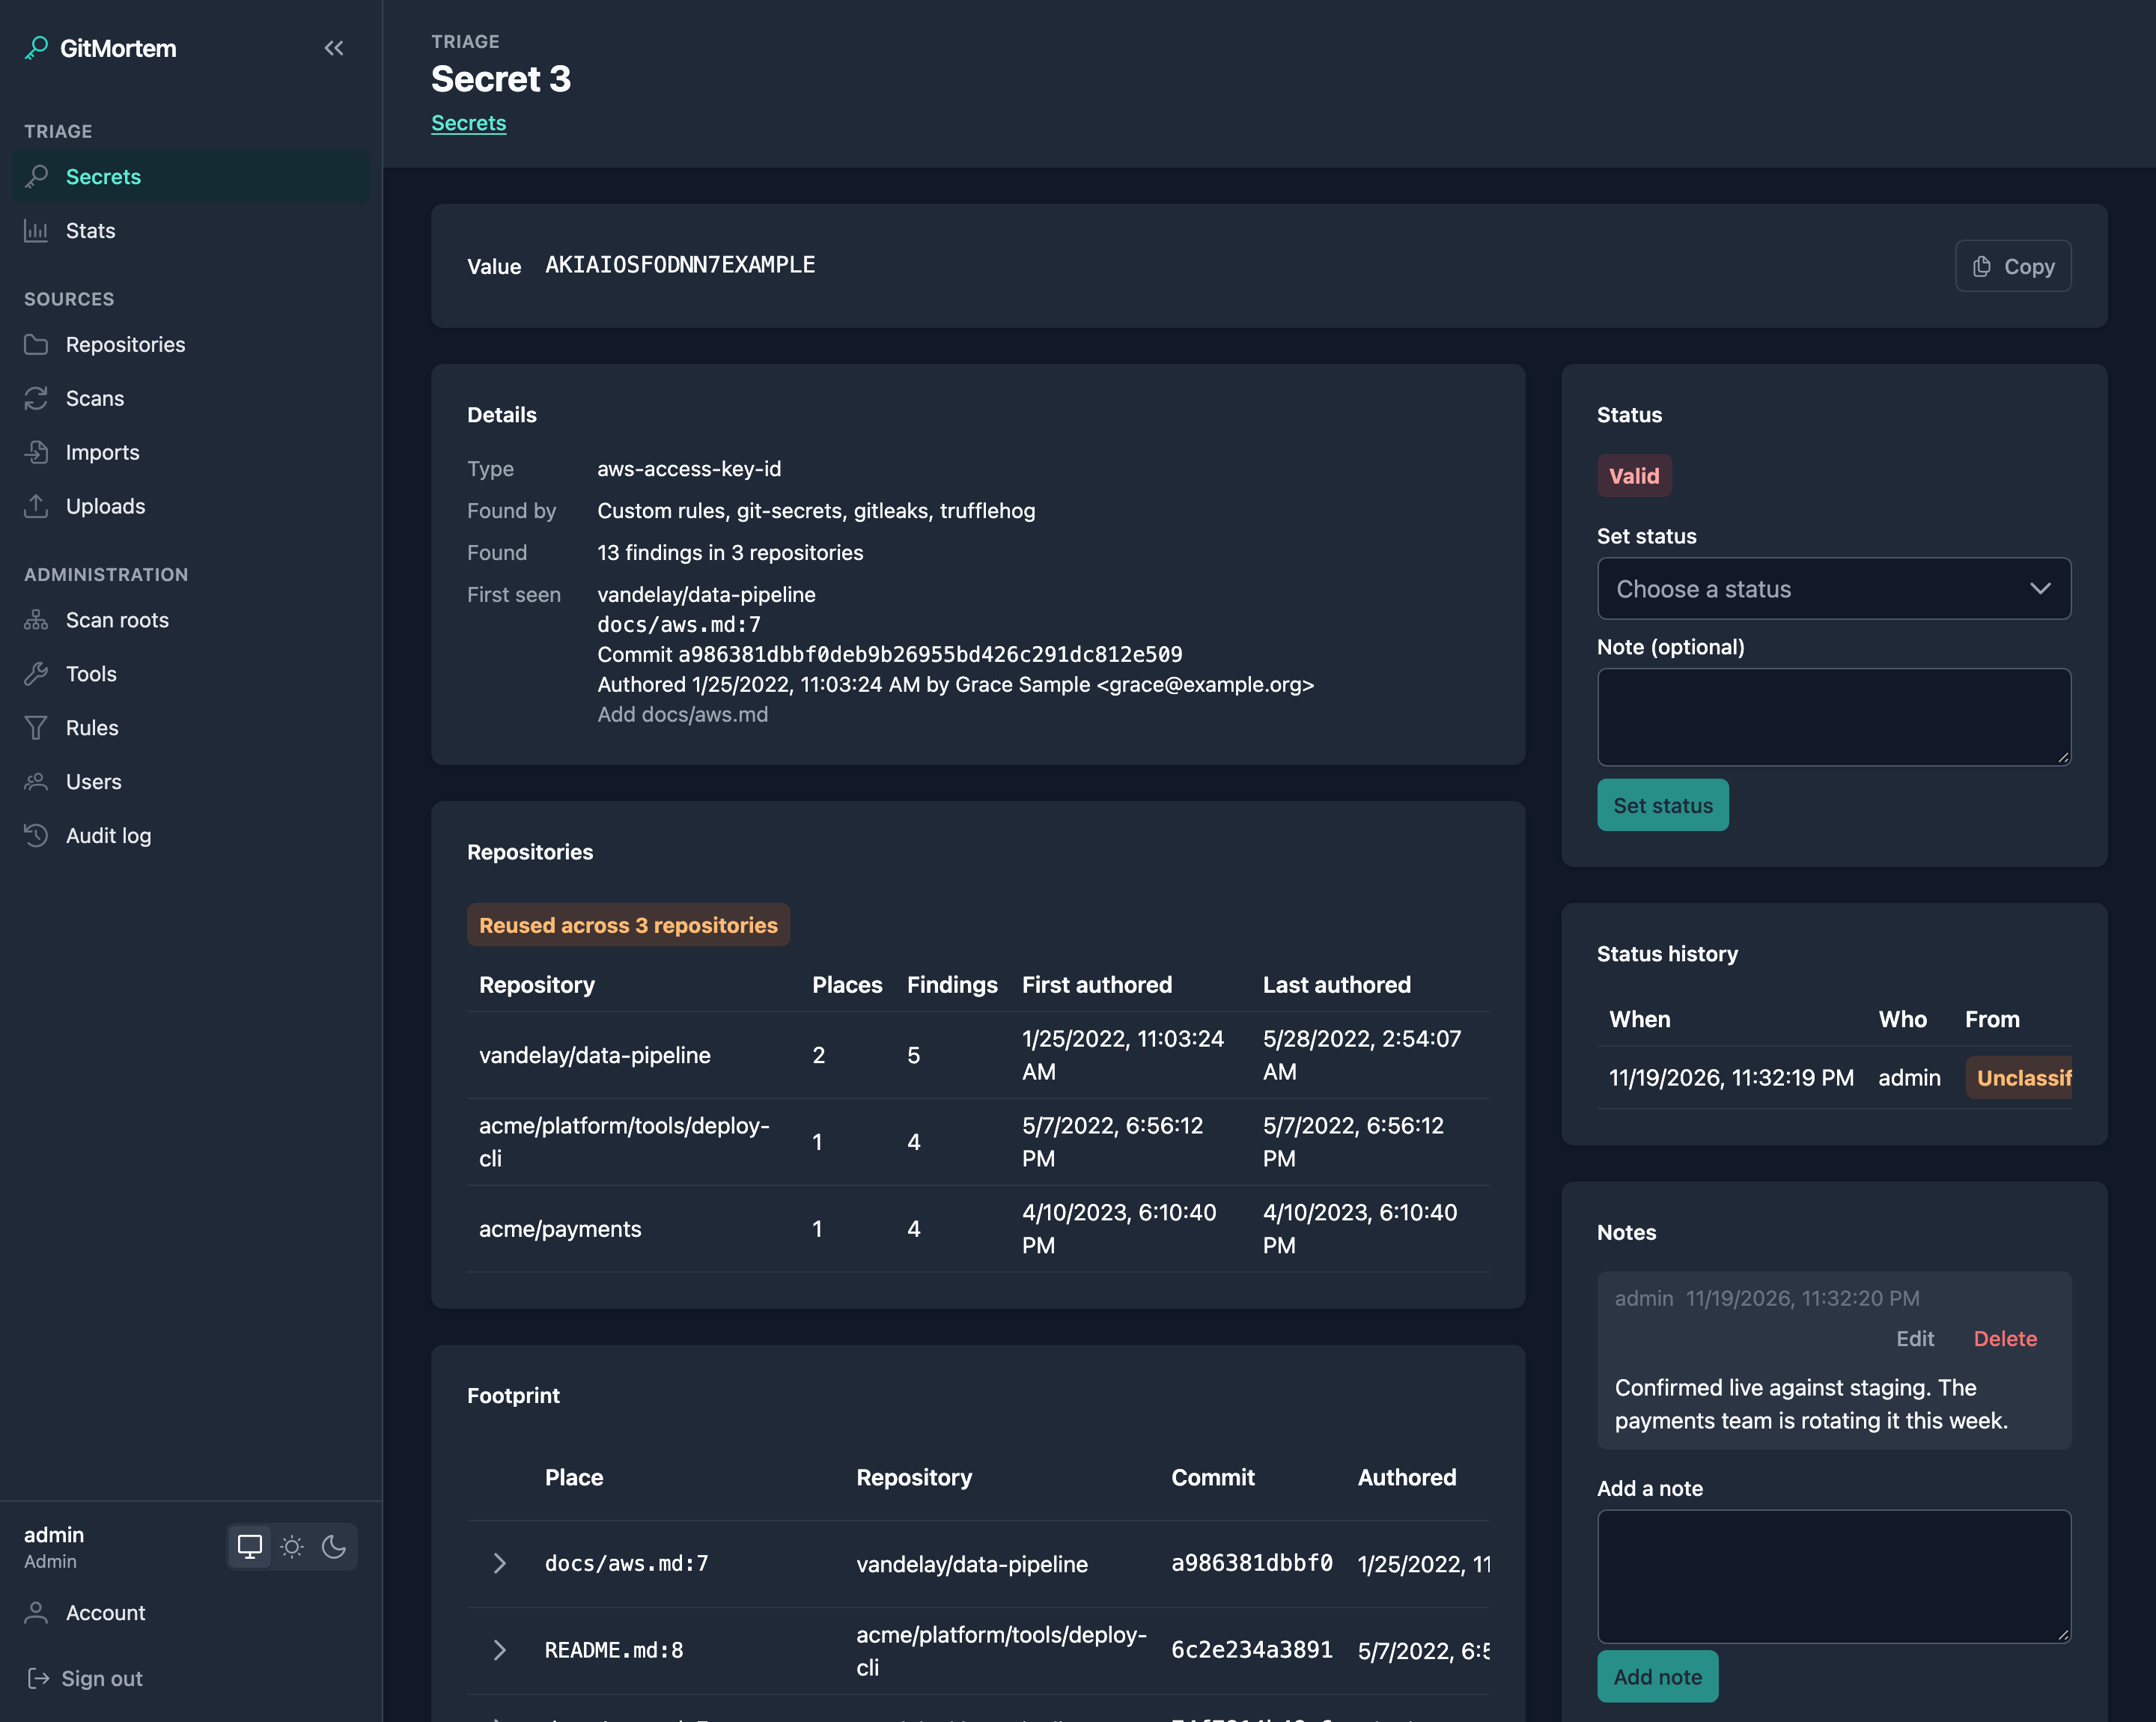 GitMortem
TRIAGE
Secrets
Stats
SOURCES
Repositories
Scans
Imports
Uploads
ADMINISTRATION
Scan roots
Tools
Rules
Users
Audit log
admin
Admin
Account
Sign out
TRIAGE
Secret 3
Secrets
Value AKIAIOSFODNN7EXAMPLE
Copy
Details
Type aws-access-key-id
Found by Custom rules, git-secrets, gitleaks, trufflehog
Found 13 findings in 3 repositories
First seen vandelay/data-pipeline
docs/aws.md:7
Commit a986381dbbf0deb9b26955bd426c291dc812e509
Authored 1/25/2022, 11:03:24 AM by Grace Sample <grace@example.org>
Add docs/aws.md
Repositories
Reused across 3 repositories
Repository Places Findings First authored Last authored
vandelay/data-pipeline 2 5 1/25/2022, 11:03:24 AM 5/28/2022, 2:54:07 AM
acme/platform/tools/deploy-cli 1 4 5/7/2022, 6:56:12 PM 5/7/2022, 6:56:12 PM
acme/payments 1 4 4/10/2023, 6:10:40 PM 4/10/2023, 6:10:40 PM
Footprint
Place Repository Commit Authored
docs/aws.md:7 vandelay/data-pipeline a986381dbbf0 1/25/2022, 11
README.md:8 acme/platform/tools/deploy-cli 6c2e234a3891 5/7/2022, 6:5
Status
Valid
Set status
Choose a status
Note (optional)
Set status
Status history
When Who From
11/19/2026, 11:32:19 PM admin Unclassif
Notes
admin 11/19/2026, 11:32:20 PM
Edit Delete
Confirmed live against staging. The
payments team is rotating it this week.
Add a note
Add note